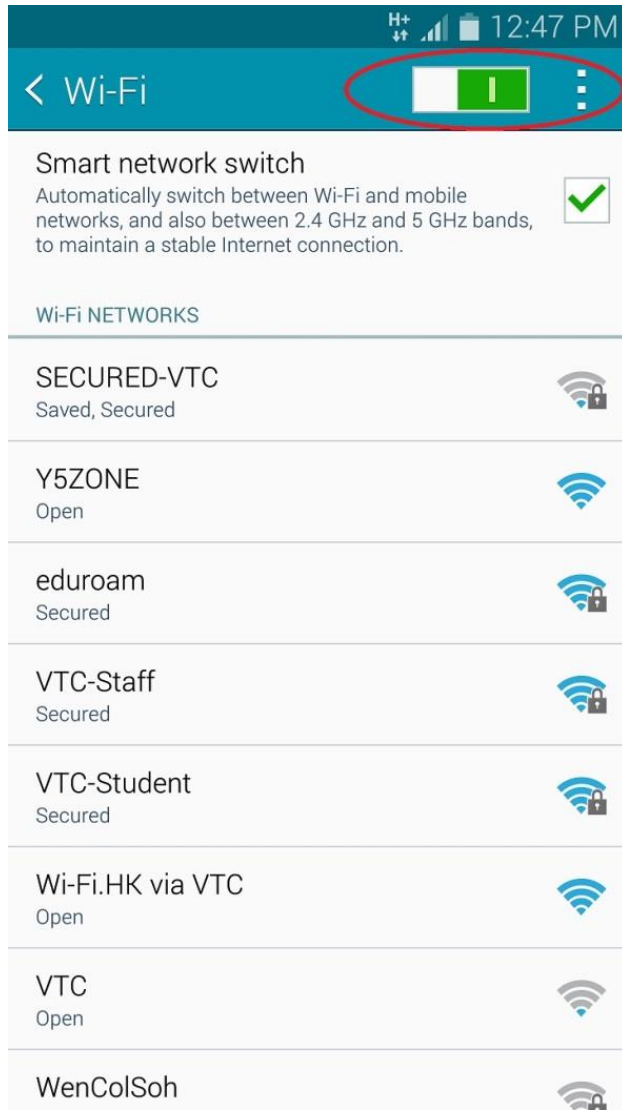 H+ 12:47 PM
Wi-Fi
Smart network switch
Automatically switch between Wi-Fi and mobile
networks, and also between 2.4 GHz and 5 GHz bands,
to maintain a stable Internet connection.
Wi-Fi NETWORKS
SECURED-VTC
Saved, Secured
Y5ZONE
Open
eduroam
Secured
VTC-Staff
Secured
VTC-Student
Secured
Wi-Fi.HK via VTC
Open
VTC
Open
WenColSoh